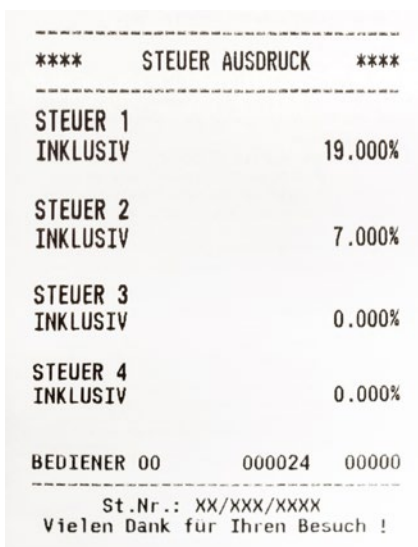 **** STEUER AUSDRUCK ****
STEUER 1
INKLUSIV 19.000%
STEUER 2
INKLUSIV 7.000%
STEUER 3
INKLUSIV 0.000%
STEUER 4
INKLUSIV 0.000%
BEDIENER 00 000024 00000
St.Nr.: XX/XXX/XXXX
Vielen Dank für Ihren Besuch !